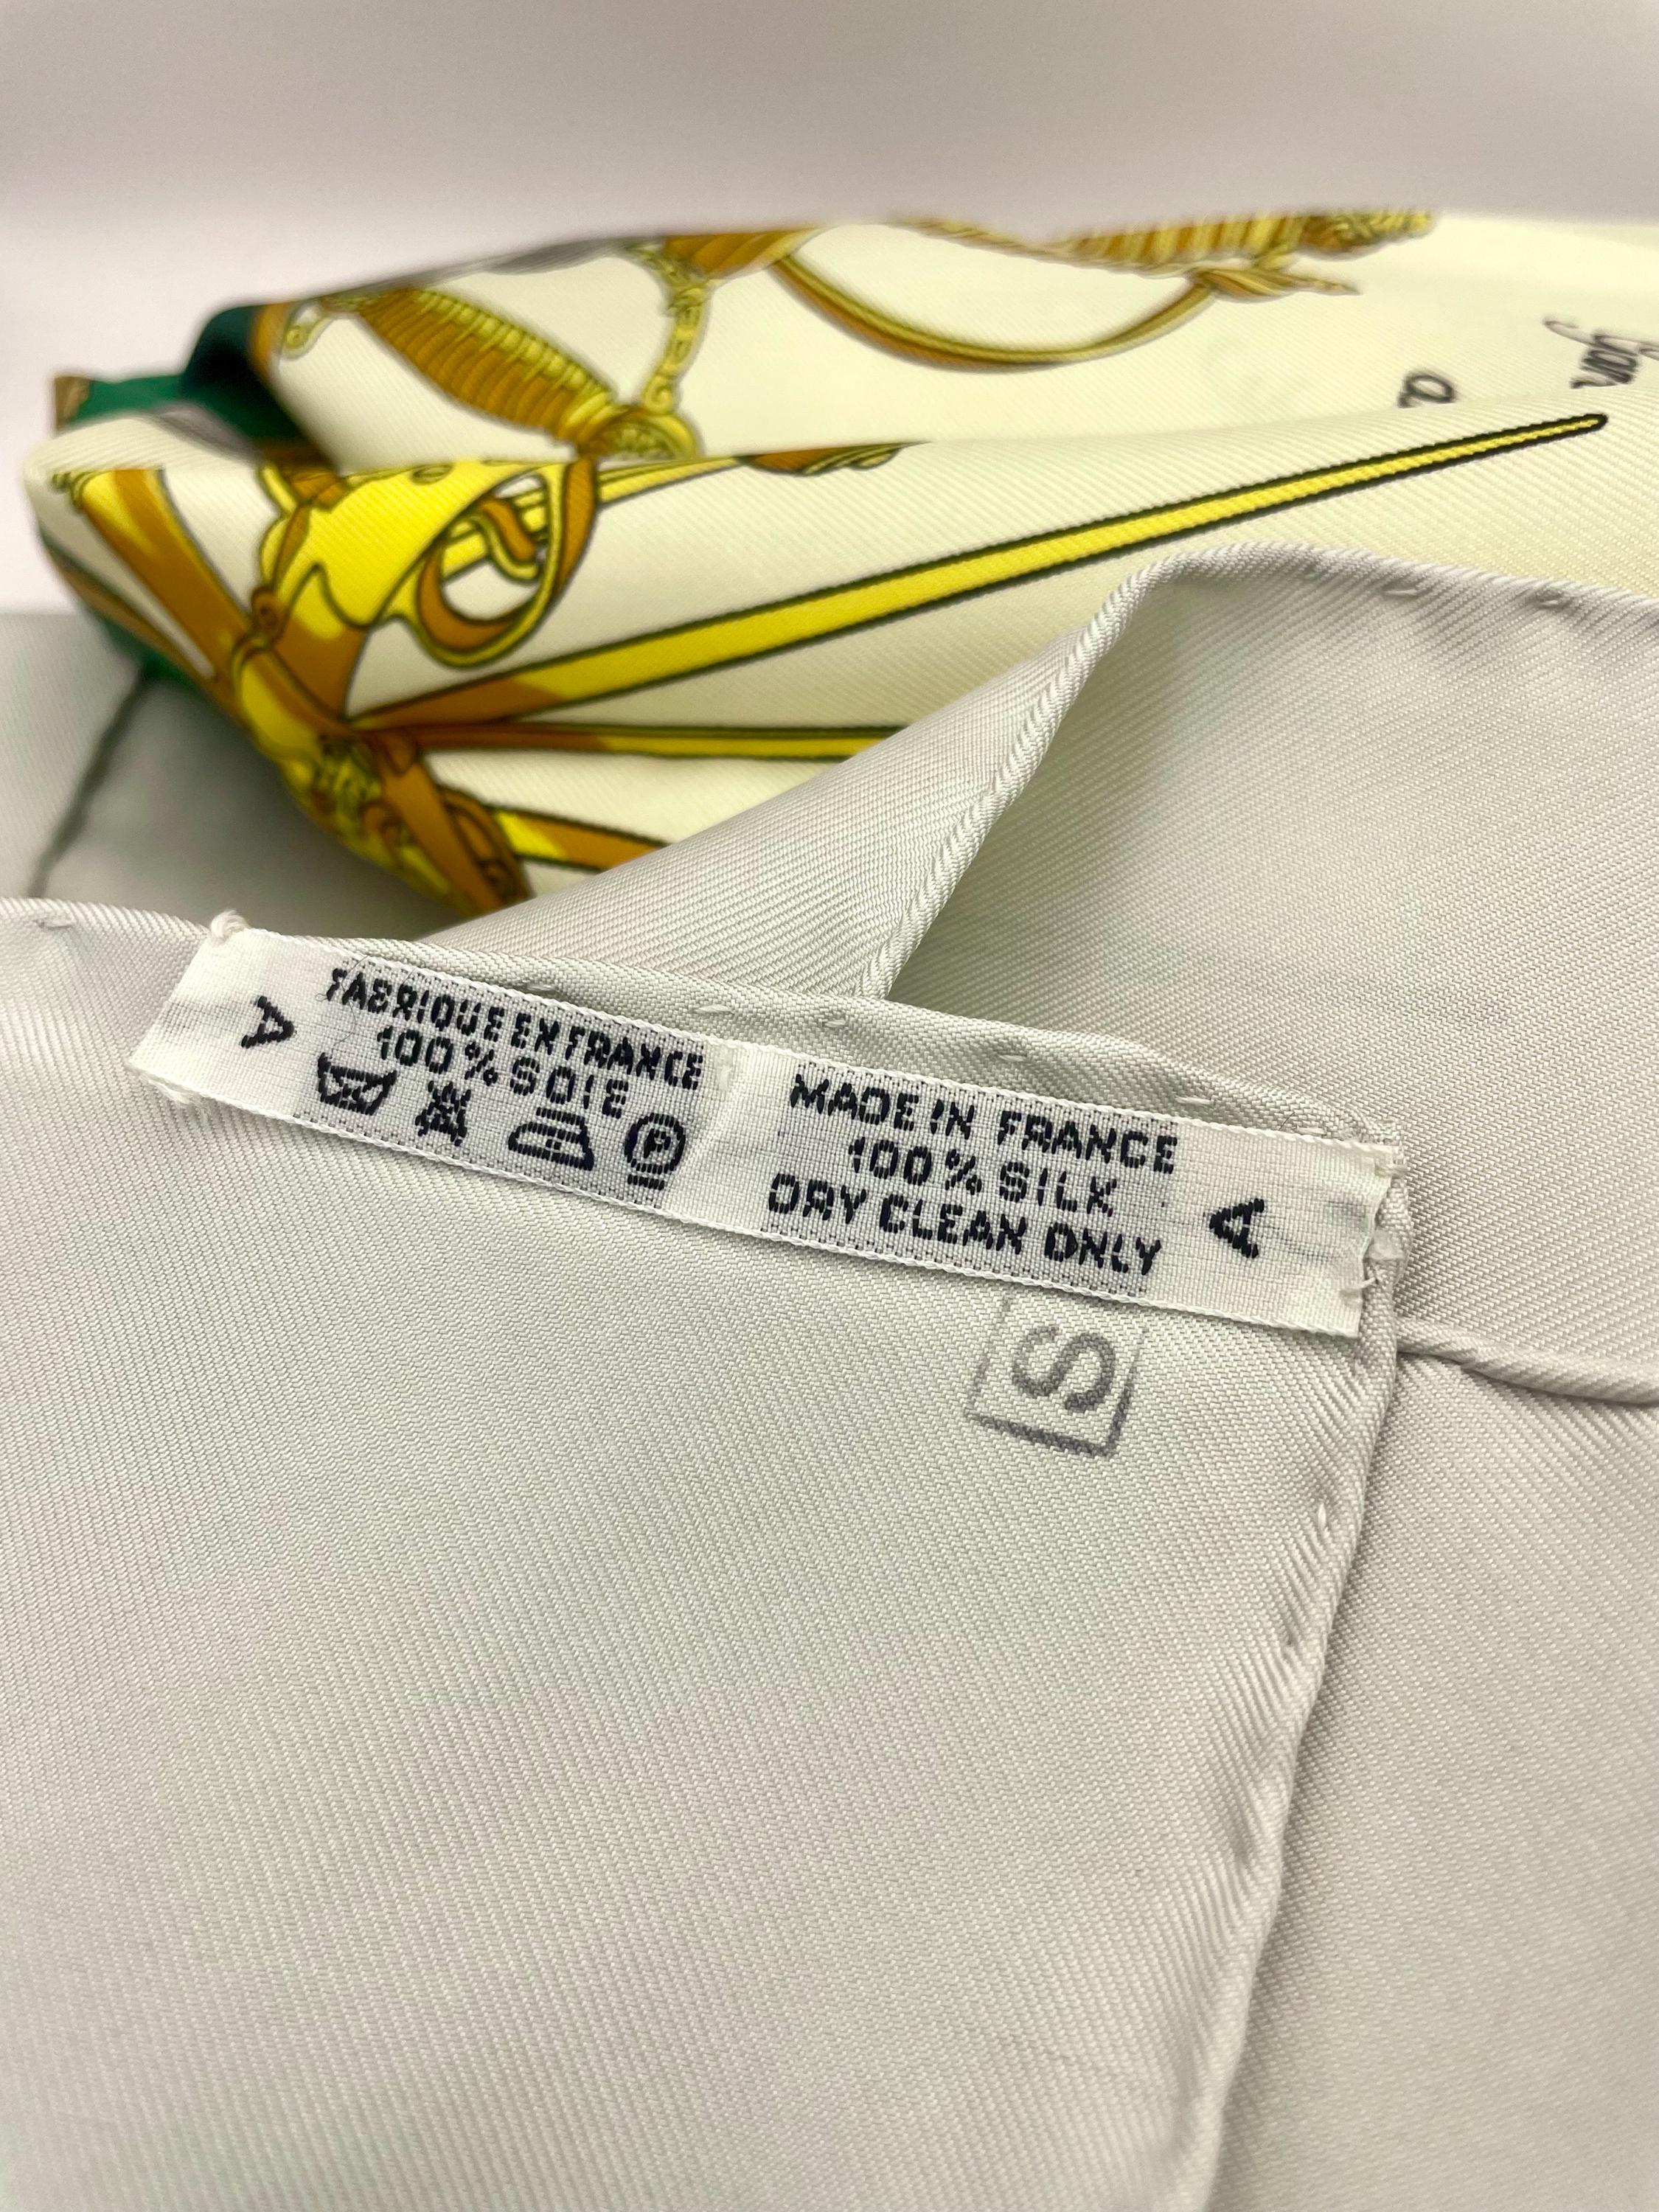 A
FABRIQUE EN FRANCE
100% SOIE
P
MADE IN FRANCE
100% SILK
DRY CLEAN ONLY
A
S